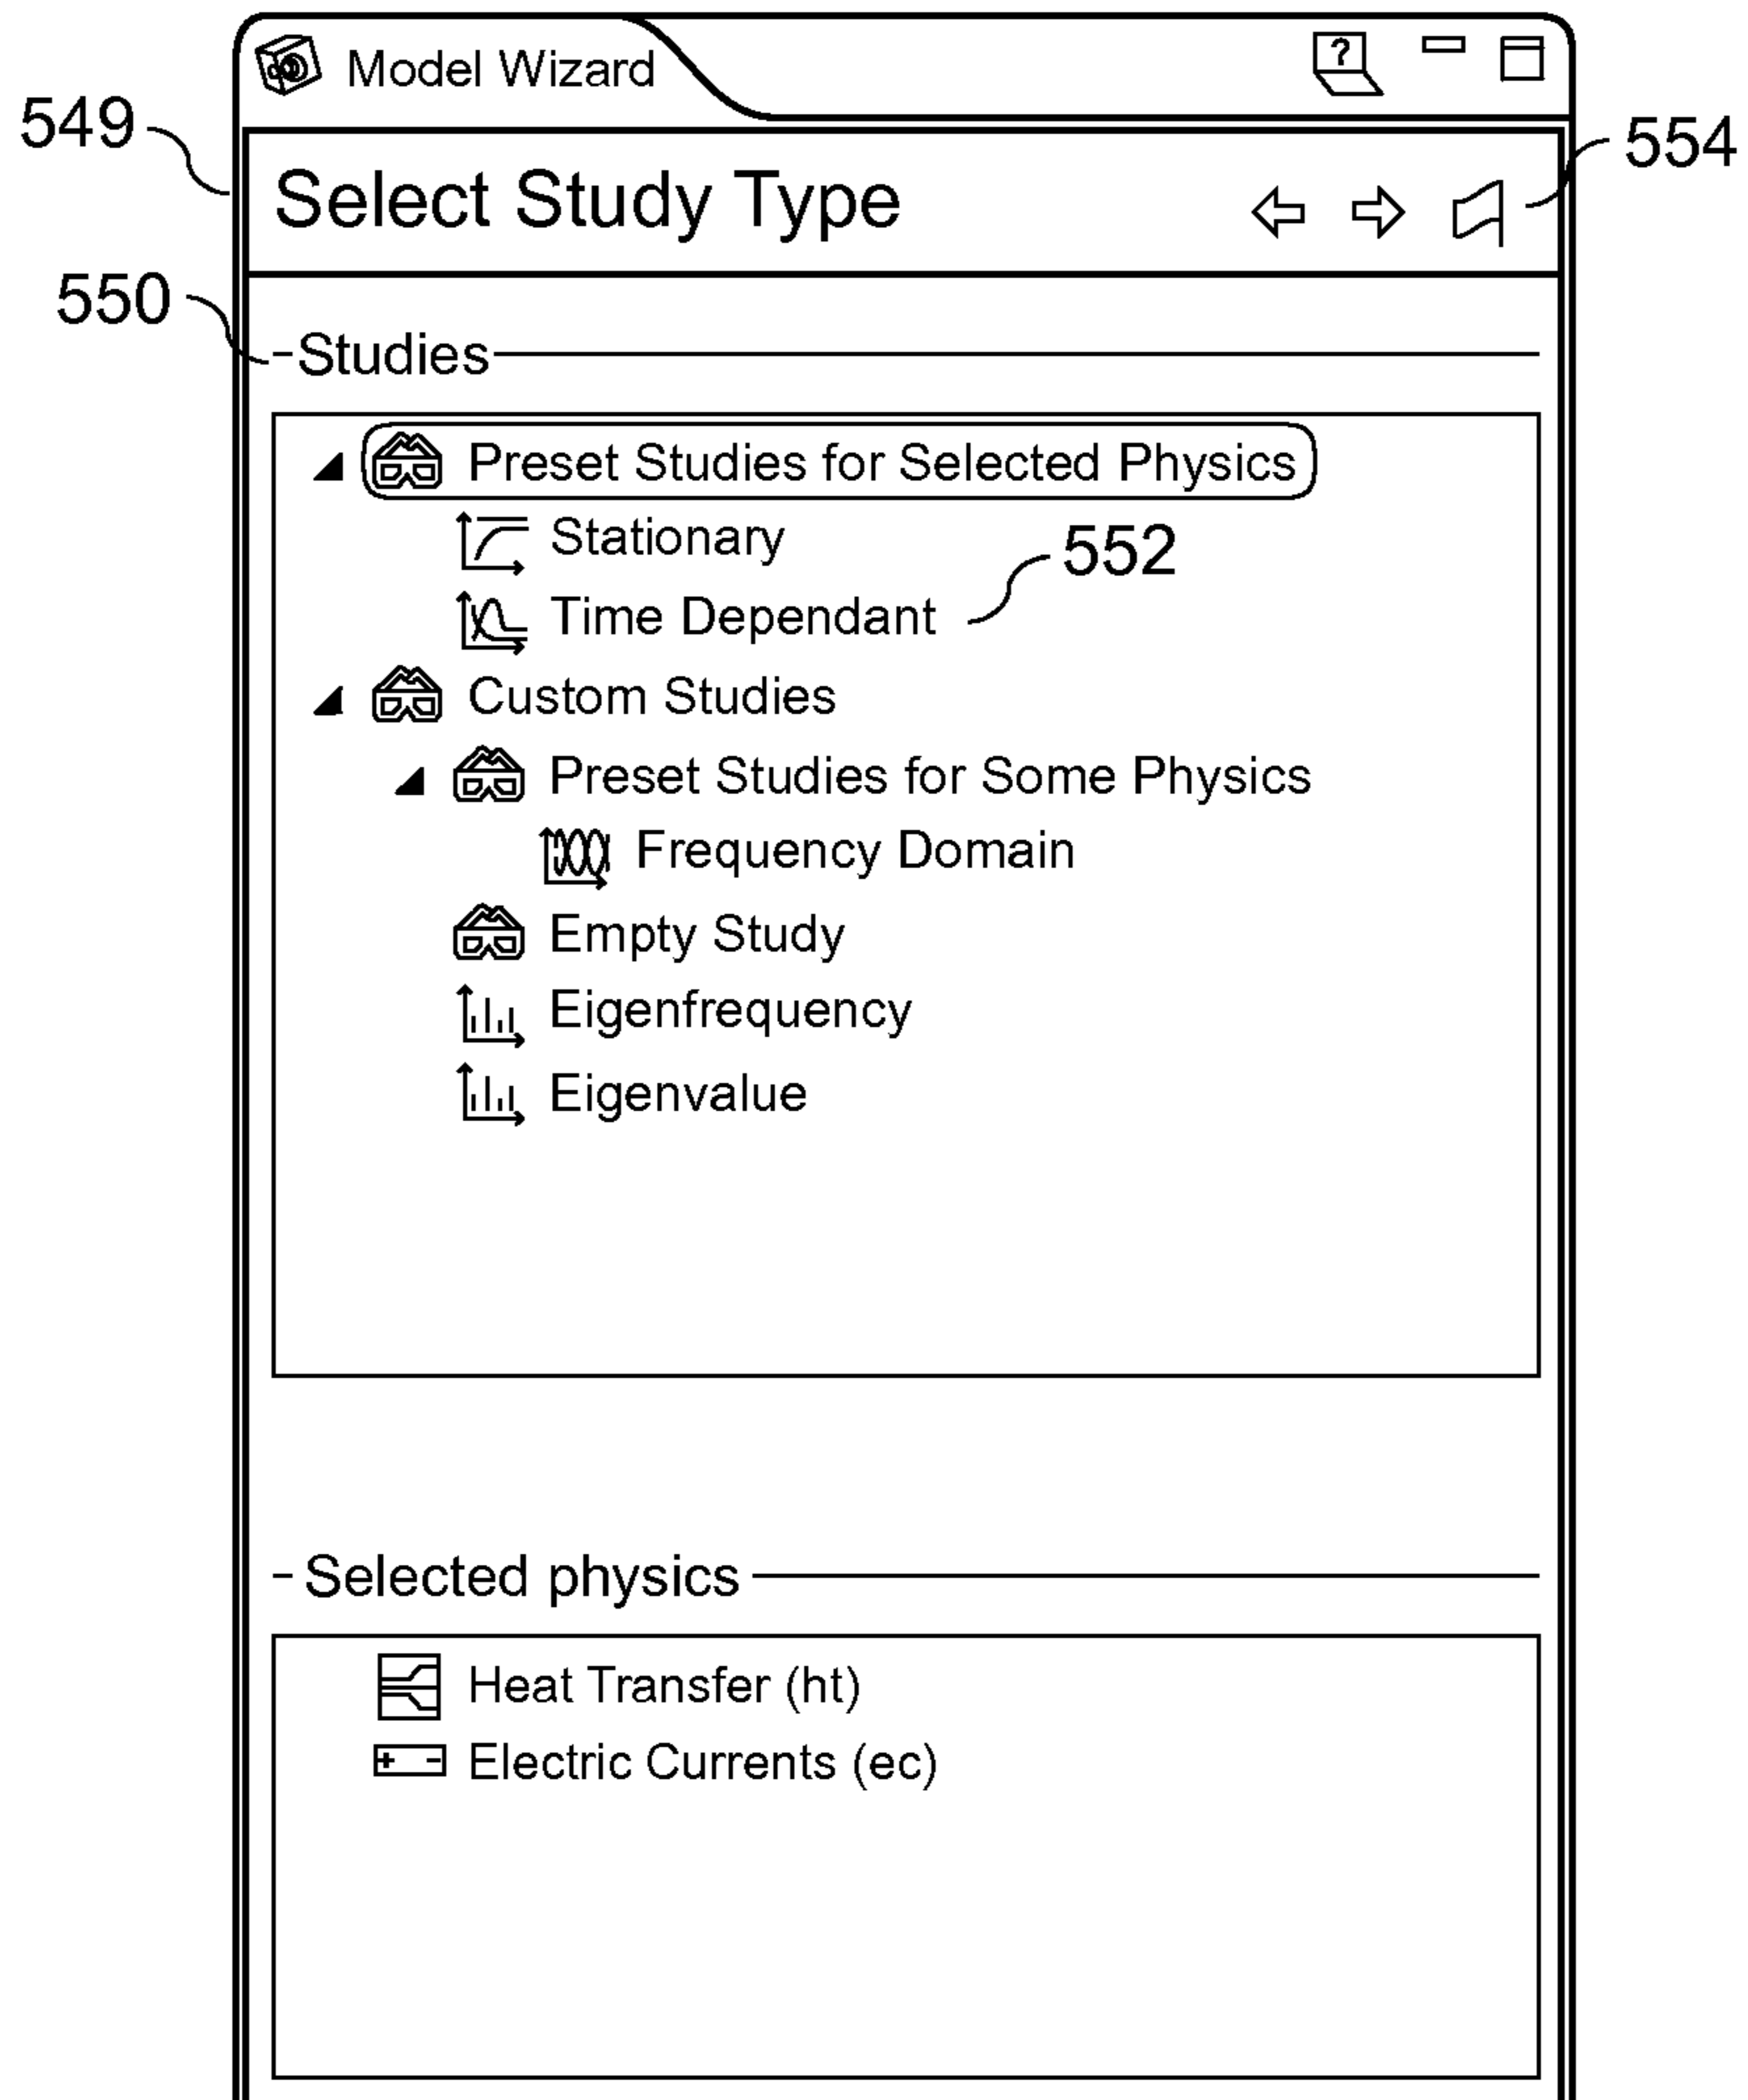 Model Wizard
?
549
554
Select Study Type
550
Studies
Preset Studies for Selected Physics
Stationary
552
Time Dependant
Custom Studies
Preset Studies for Some Physics
Frequency Domain
Empty Study
Eigenfrequency
Eigenvalue
Selected physics
Heat Transfer (ht)
Electric Currents (ec)